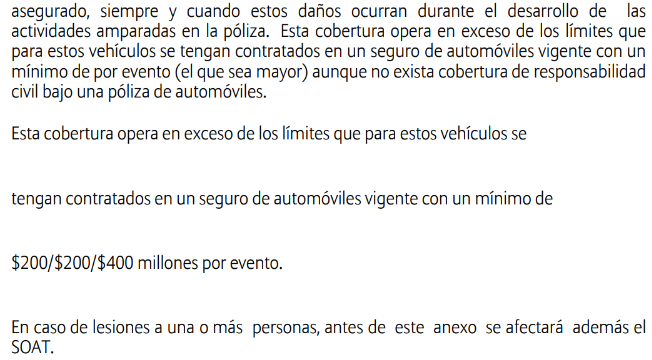 asegurado, siempre y cuando estos daños ocurran durante el desarrollo de las
actividades amparadas en la póliza. Esta cobertura opera en exceso de los límites que
para estos vehículos se tengan contratados en un seguro de automóviles vigente con un
mínimo de por evento (el que sea mayor) aunque no exista cobertura de responsabilidad
civil bajo una póliza de automóviles.
Esta cobertura opera en exceso de los límites que para estos vehículos se
tengan contratados en un seguro de automóviles vigente con un mínimo de
$200/$200/$400 millones por evento.
En caso de lesiones a una o más personas, antes de este anexo se afectará además el
SOAT.